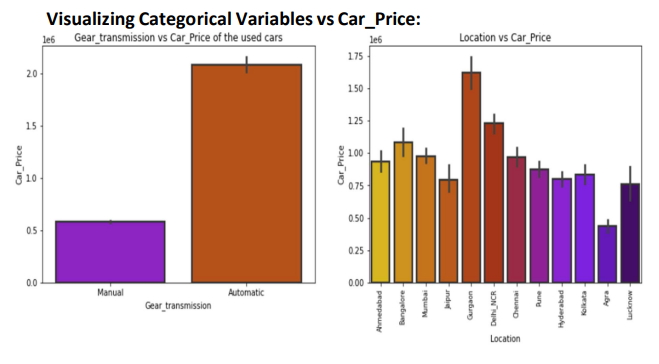 Visualizing Categorical Variables vs Car_Price:
Gear_transmission vs Car_Price of the used cars
1e6
2.0
1.5
1.0
0.5
0.0
Car_Price
Manual
Automatic
Gear_transmission
Location vs Car_Price
1e6
1.75
1.50
1.25
1.00
0.75
0.50
0.25
0.00
Car_Price
Ahmedabad
Bangalore
Mumbai
Jaipur
Gurgaon
Delhi_NCR
Chennai
Pune
Hyderabad
Kolkata
Agra
Lucknow
Location